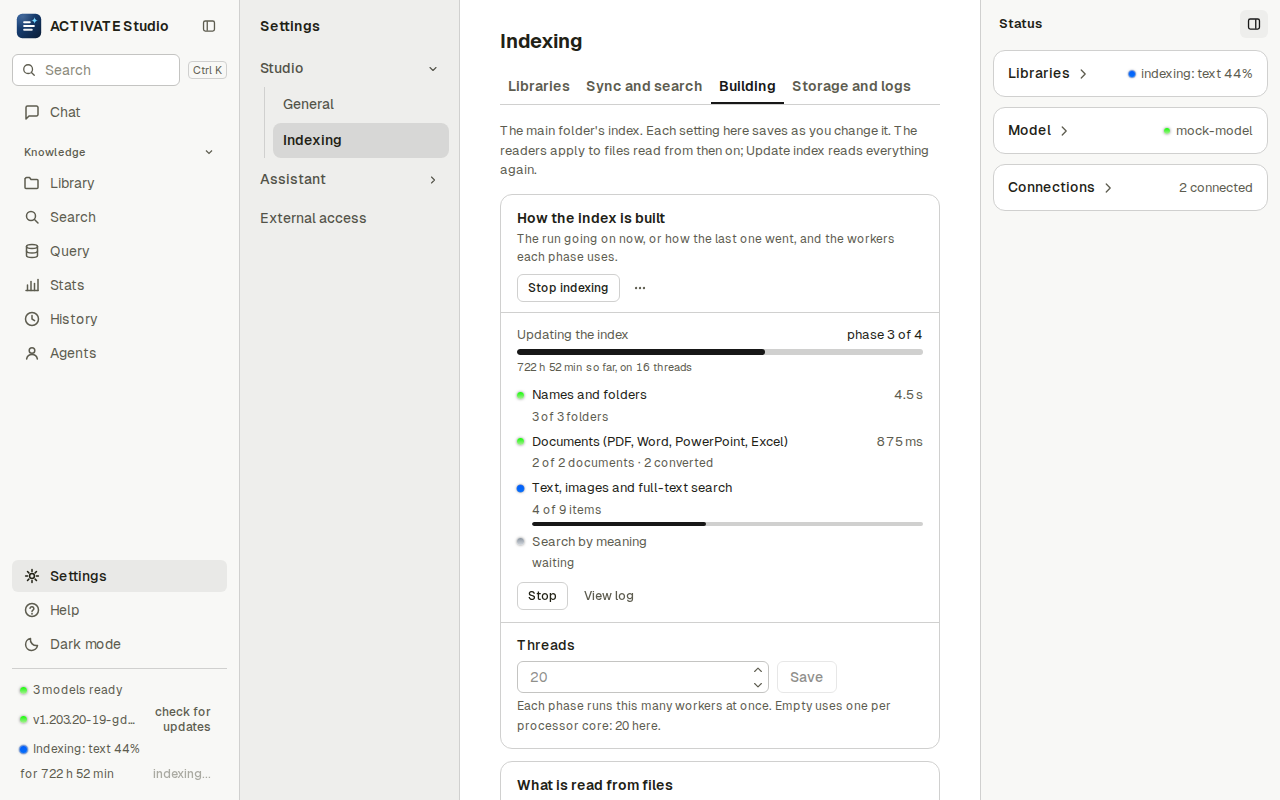 ACTIVATE Studio
Search
Ctrl K
Chat
Knowledge
Library
Search
Query
Stats
History
Agents
Settings
Help
Dark mode
3 models ready
v1.203.20-19-gd...
check for
updates
Indexing: text 44%
for 722 h 52 min
indexing...
Settings
Studio
General
Indexing
Assistant
External access
Indexing
Libraries
Sync and search
Building
Storage and logs
The main folder's index. Each setting here saves as you change it. The
readers apply to files read from then on; Update index reads everything
again.
How the index is built
The run going on now, or how the last one went, and the workers
each phase uses.
Stop indexing
Updating the index
phase 3 of 4
722 h 52 min so far, on 16 threads
Names and folders
4.5 s
3 of 3 folders
Documents (PDF, Word, PowerPoint, Excel)
875 ms
2 of 2 documents · 2 converted
Text, images and full-text search
4 of 9 items
Search by meaning
waiting
Stop
View log
Threads
20
Save
Each phase runs this many workers at once. Empty uses one per
processor core: 20 here.
What is read from files
Status
Libraries
indexing: text 44%
Model
mock-model
Connections
2 connected